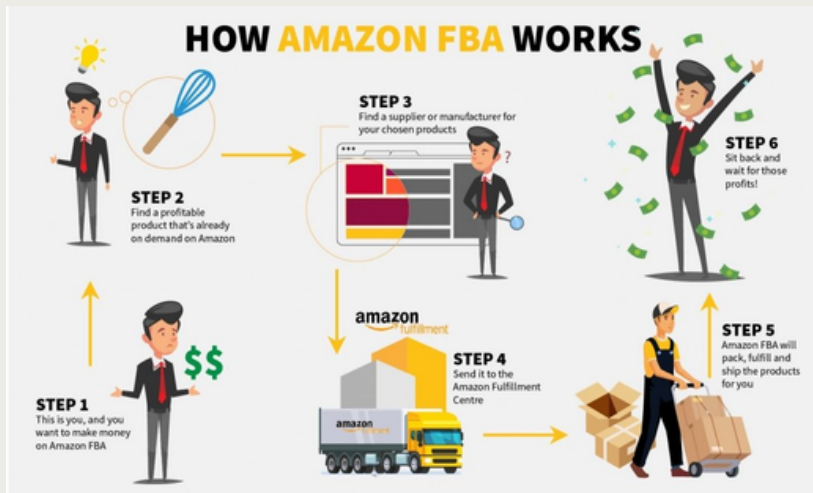 HOW AMAZON FBA WORKS
STEP 1
This is you, and you
want to make money
on Amazon FBA
$$
STEP 2
Find a profitable
product that's already
on demand on Amazon
STEP 3
Find a supplier or manufacturer for
your chosen products
?
amazon
fulfillment
STEP 4
Send it to the
Amazon Fulfillment
Centre
amazon
STEP 5
Amazon FBA will
pack, fulfill and
ship the products
for you
STEP 6
Sit back and
wait for those
profits!